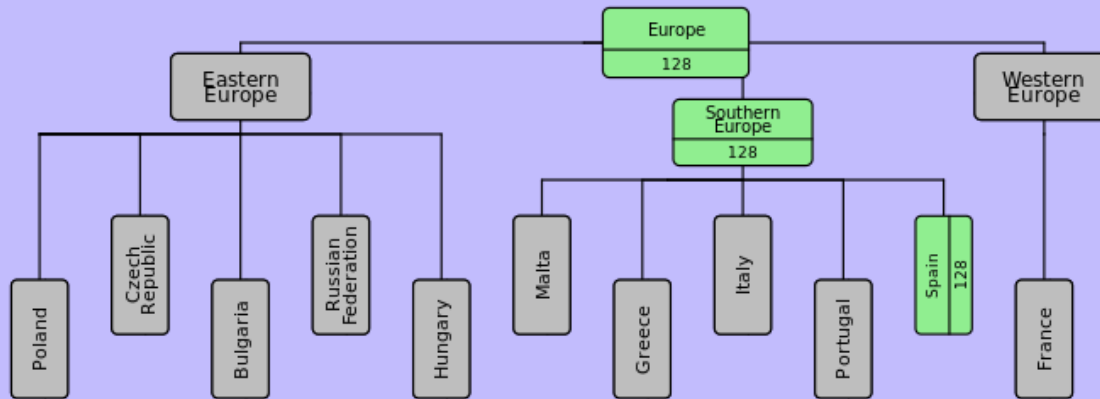 Europe
128
Eastern
Europe
Western
Europe
Southern
Europe
128
Poland
Czech
Republic
Bulgaria
Russian
Federation
Hungary
Malta
Greece
Italy
Portugal
Spain
128
France